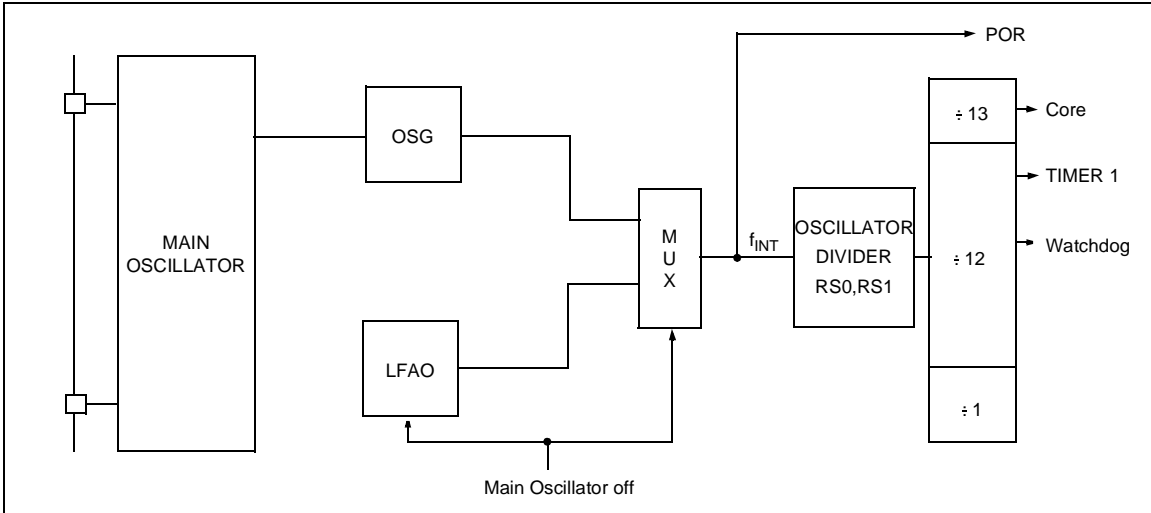 POR
MAIN
OSCILLATOR
OSG
LFAO
Main Oscillator off
M
U
X
fINT
OSCILLATOR
DIVIDER
RS0,RS1
÷ 13
÷ 12
÷ 1
Core
TIMER 1
Watchdog